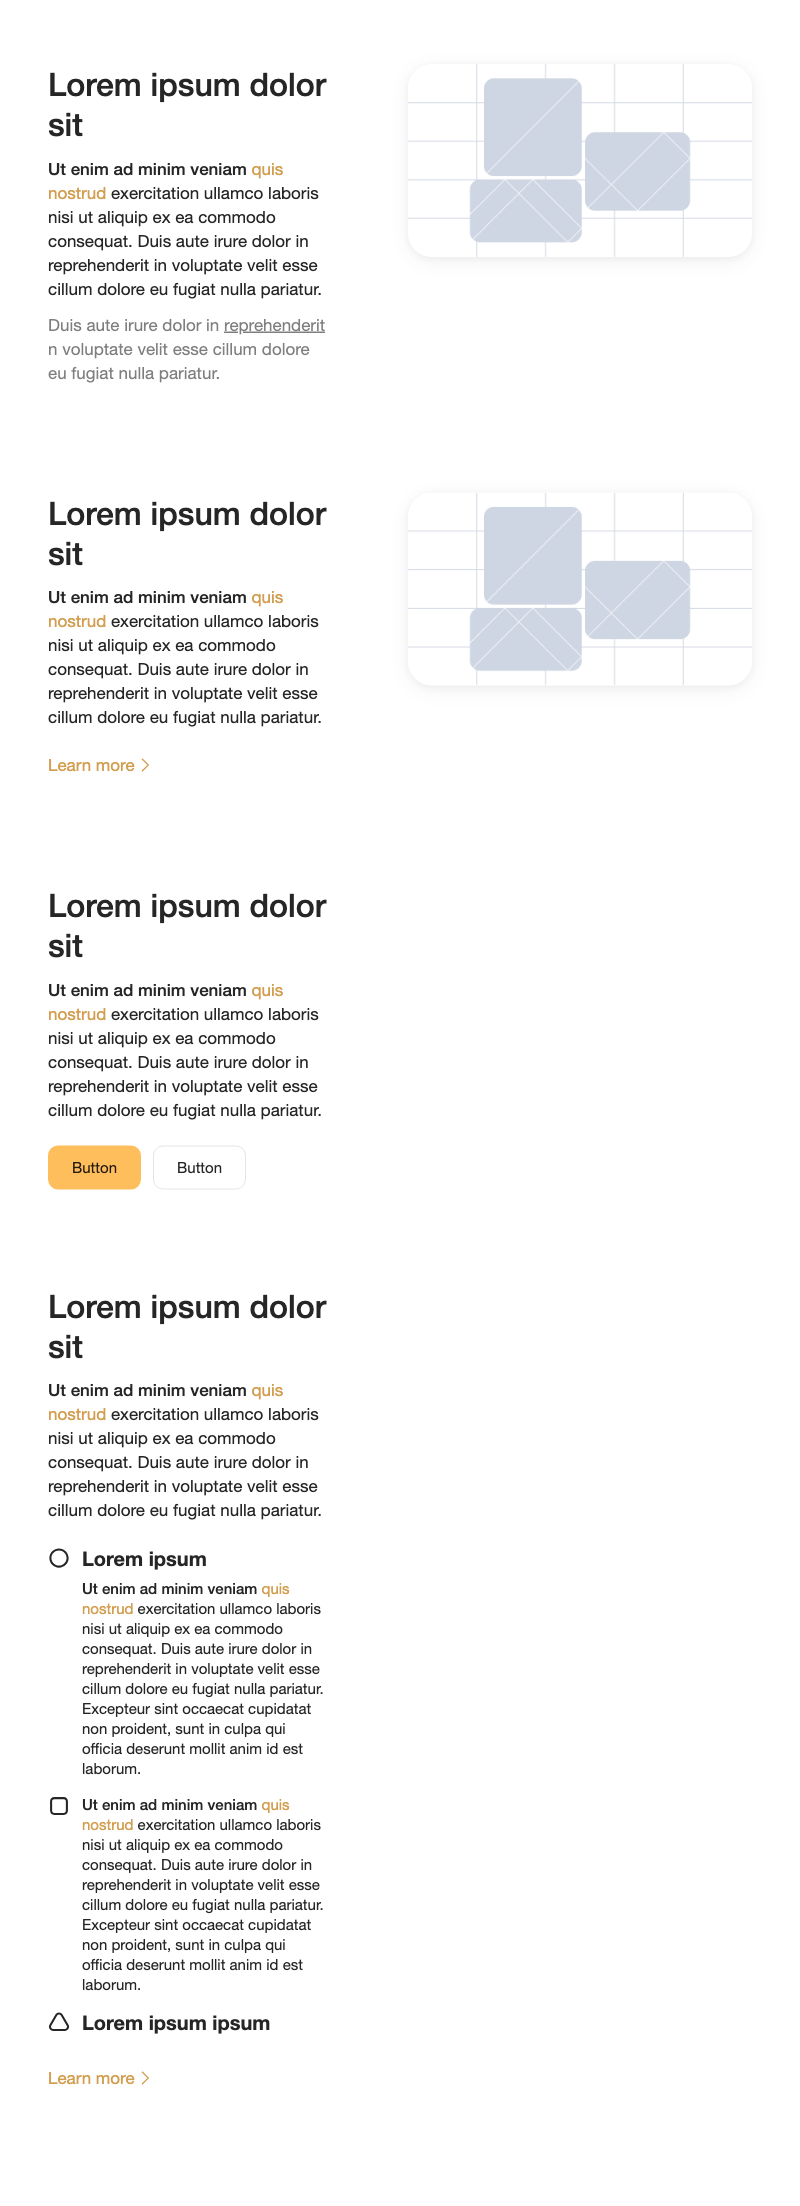 Lorem ipsum dolor
sit
Ut enim ad minim veniam quis
nostrud exercitation ullamco laboris
nisi ut aliquip ex ea commodo
consequat. Duis aute irure dolor in
reprehenderit in voluptate velit esse
cillum dolore eu fugiat nulla pariatur.
Duis aute irure dolor in reprehenderit
n voluptate velit esse cillum dolore
eu fugiat nulla pariatur.
Lorem ipsum dolor
sit
Ut enim ad minim veniam quis
nostrud exercitation ullamco laboris
nisi ut aliquip ex ea commodo
consequat. Duis aute irure dolor in
reprehenderit in voluptate velit esse
cillum dolore eu fugiat nulla pariatur.
Learn more
Lorem ipsum dolor
sit
Ut enim ad minim veniam quis
nostrud exercitation ullamco laboris
nisi ut aliquip ex ea commodo
consequat. Duis aute irure dolor in
reprehenderit in voluptate velit esse
cillum dolore eu fugiat nulla pariatur.
Button Button
Lorem ipsum dolor
sit
Ut enim ad minim veniam quis
nostrud exercitation ullamco laboris
nisi ut aliquip ex ea commodo
consequat. Duis aute irure dolor in
reprehenderit in voluptate velit esse
cillum dolore eu fugiat nulla pariatur.
Lorem ipsum
Ut enim ad minim veniam quis
nostrud exercitation ullamco laboris
nisi ut aliquip ex ea commodo
consequat. Duis aute irure dolor in
reprehenderit in voluptate velit esse
cillum dolore eu fugiat nulla pariatur.
Excepteur sint occaecat cupidatat
non proident, sunt in culpa qui
officia deserunt mollit anim id est
laborum.
Ut enim ad minim veniam quis
nostrud exercitation ullamco laboris
nisi ut aliquip ex ea commodo
consequat. Duis aute irure dolor in
reprehenderit in voluptate velit esse
cillum dolore eu fugiat nulla pariatur.
Excepteur sint occaecat cupidatat
non proident, sunt in culpa qui
officia deserunt mollit anim id est
laborum.
Lorem ipsum ipsum
Learn more